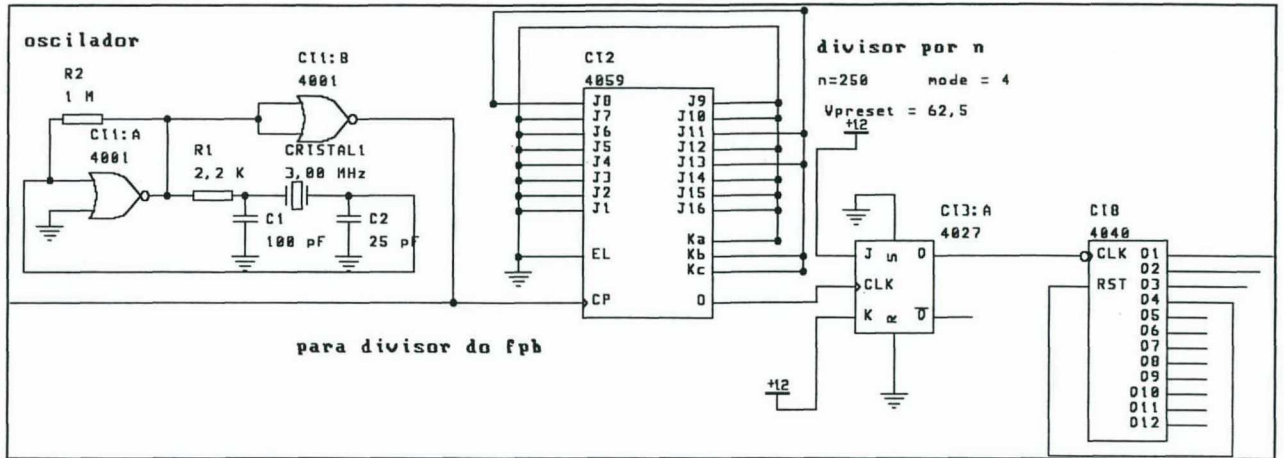 oscilador
R2
1 M
CI1:A
4001
CI1:B
4001
R1
2,2 K
CRISTAL1
3,00 MHz
C1
100 pF
C2
25 pF
CI2
4059
J8
J7
J6
J5
J4
J3
J2
J1
EL
CP
J9
J10
J11
J12
J13
J14
J15
J16
Ka
Kb
Kc
O
divisor por n
n=250 mode = 4
Vpreset = 62,5
+12
CI3:A
4027
J
S
O
CLK
K
R
O
+12
CI8
4040
CLK
RST
O1
O2
O3
O4
O5
O6
O7
O8
O9
O10
O11
O12
para divisor do fpb